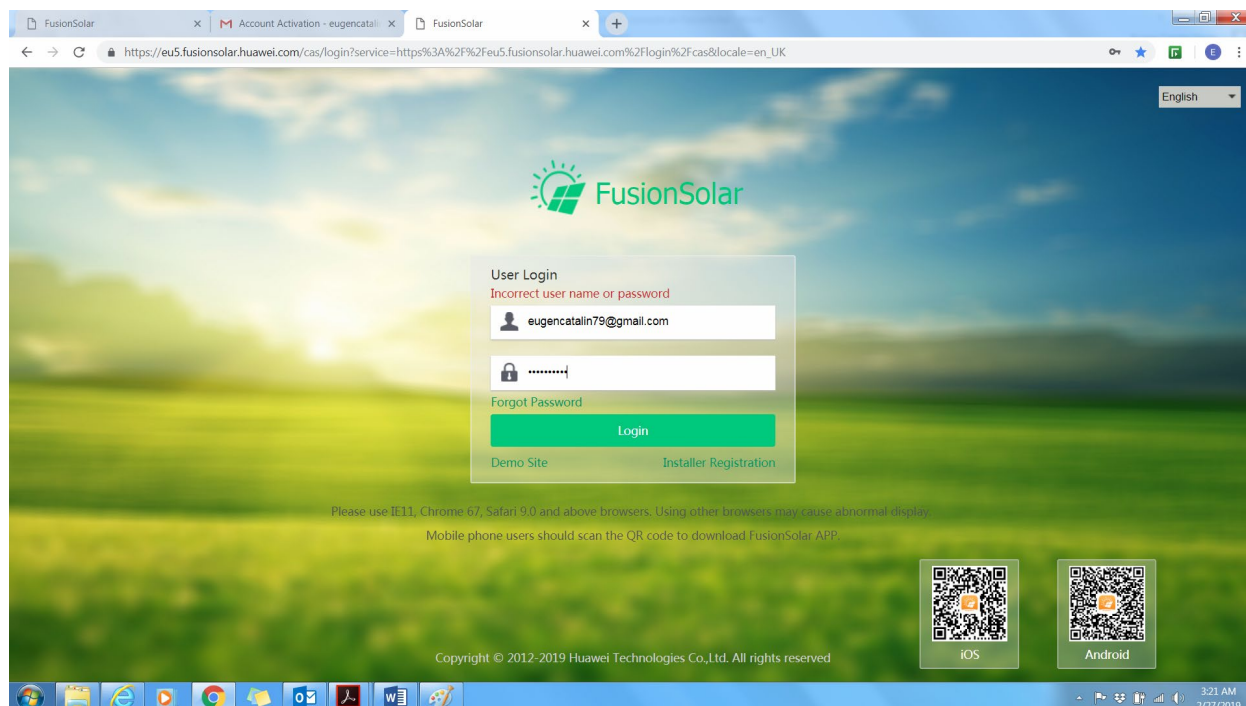 FusionSolar
Account Activation - eugencatali
FusionSolar
https://eu5.fusionsolar.huawei.com/cas/login?service=https%3A%2F%2Feu5.fusionsolar.huawei.com%2Flogin%2Fcas&locale=en_UK
E
English
FusionSolar
User Login
Incorrect user name or password
eugencatalin79@gmail.com
Forgot Password
Login
Demo Site Installer Registration
Please use IE11, Chrome 67, Safari 9.0 and above browsers. Using other browsers may cause abnormal display.
Mobile phone users should scan the QR code to download FusionSolar APP.
iOS Android
Copyright © 2012-2019 Huawei Technologies Co.,Ltd. All rights reserved
3:21 AM